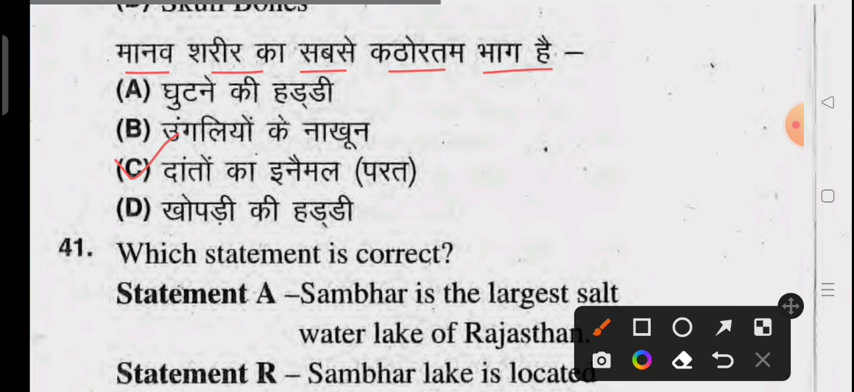 मानव शरीर का सबसे कठोरतम भाग है –
(A) घुटने की हड्डी
(B) उंगलियों के नाखून
(C) दांतों का इनैमल (परत)
(D) खोपड़ी की हड्डी
41. Which statement is correct?
Statement A –Sambhar is the largest salt
water lake of Rajasthan.
Statement R – Sambhar lake is located